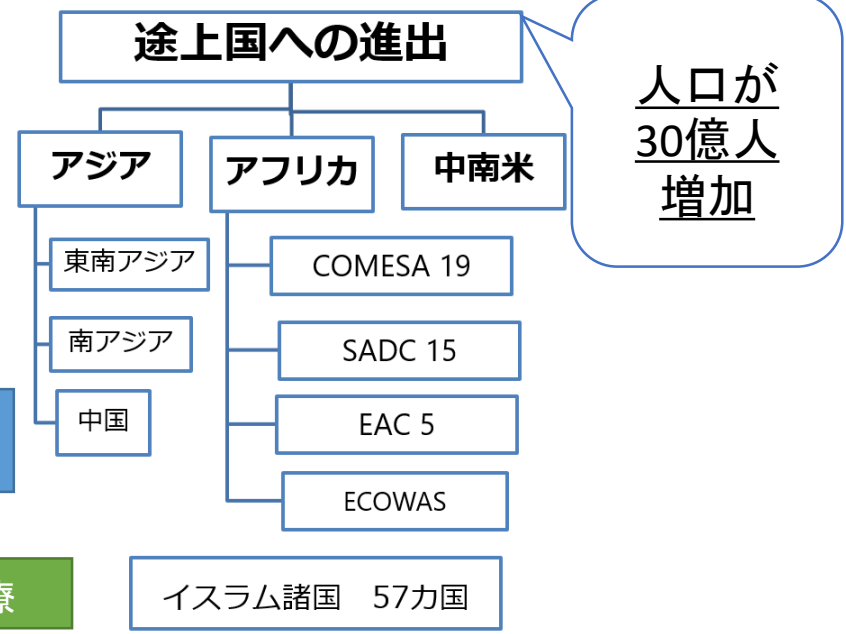 途上国への進出
人口が
30億人
増加
アジア
アフリカ
中南米
東南アジア
南アジア
中国
COMESA 19
SADC 15
EAC 5
ECOWAS
療
イスラム諸国　57カ国